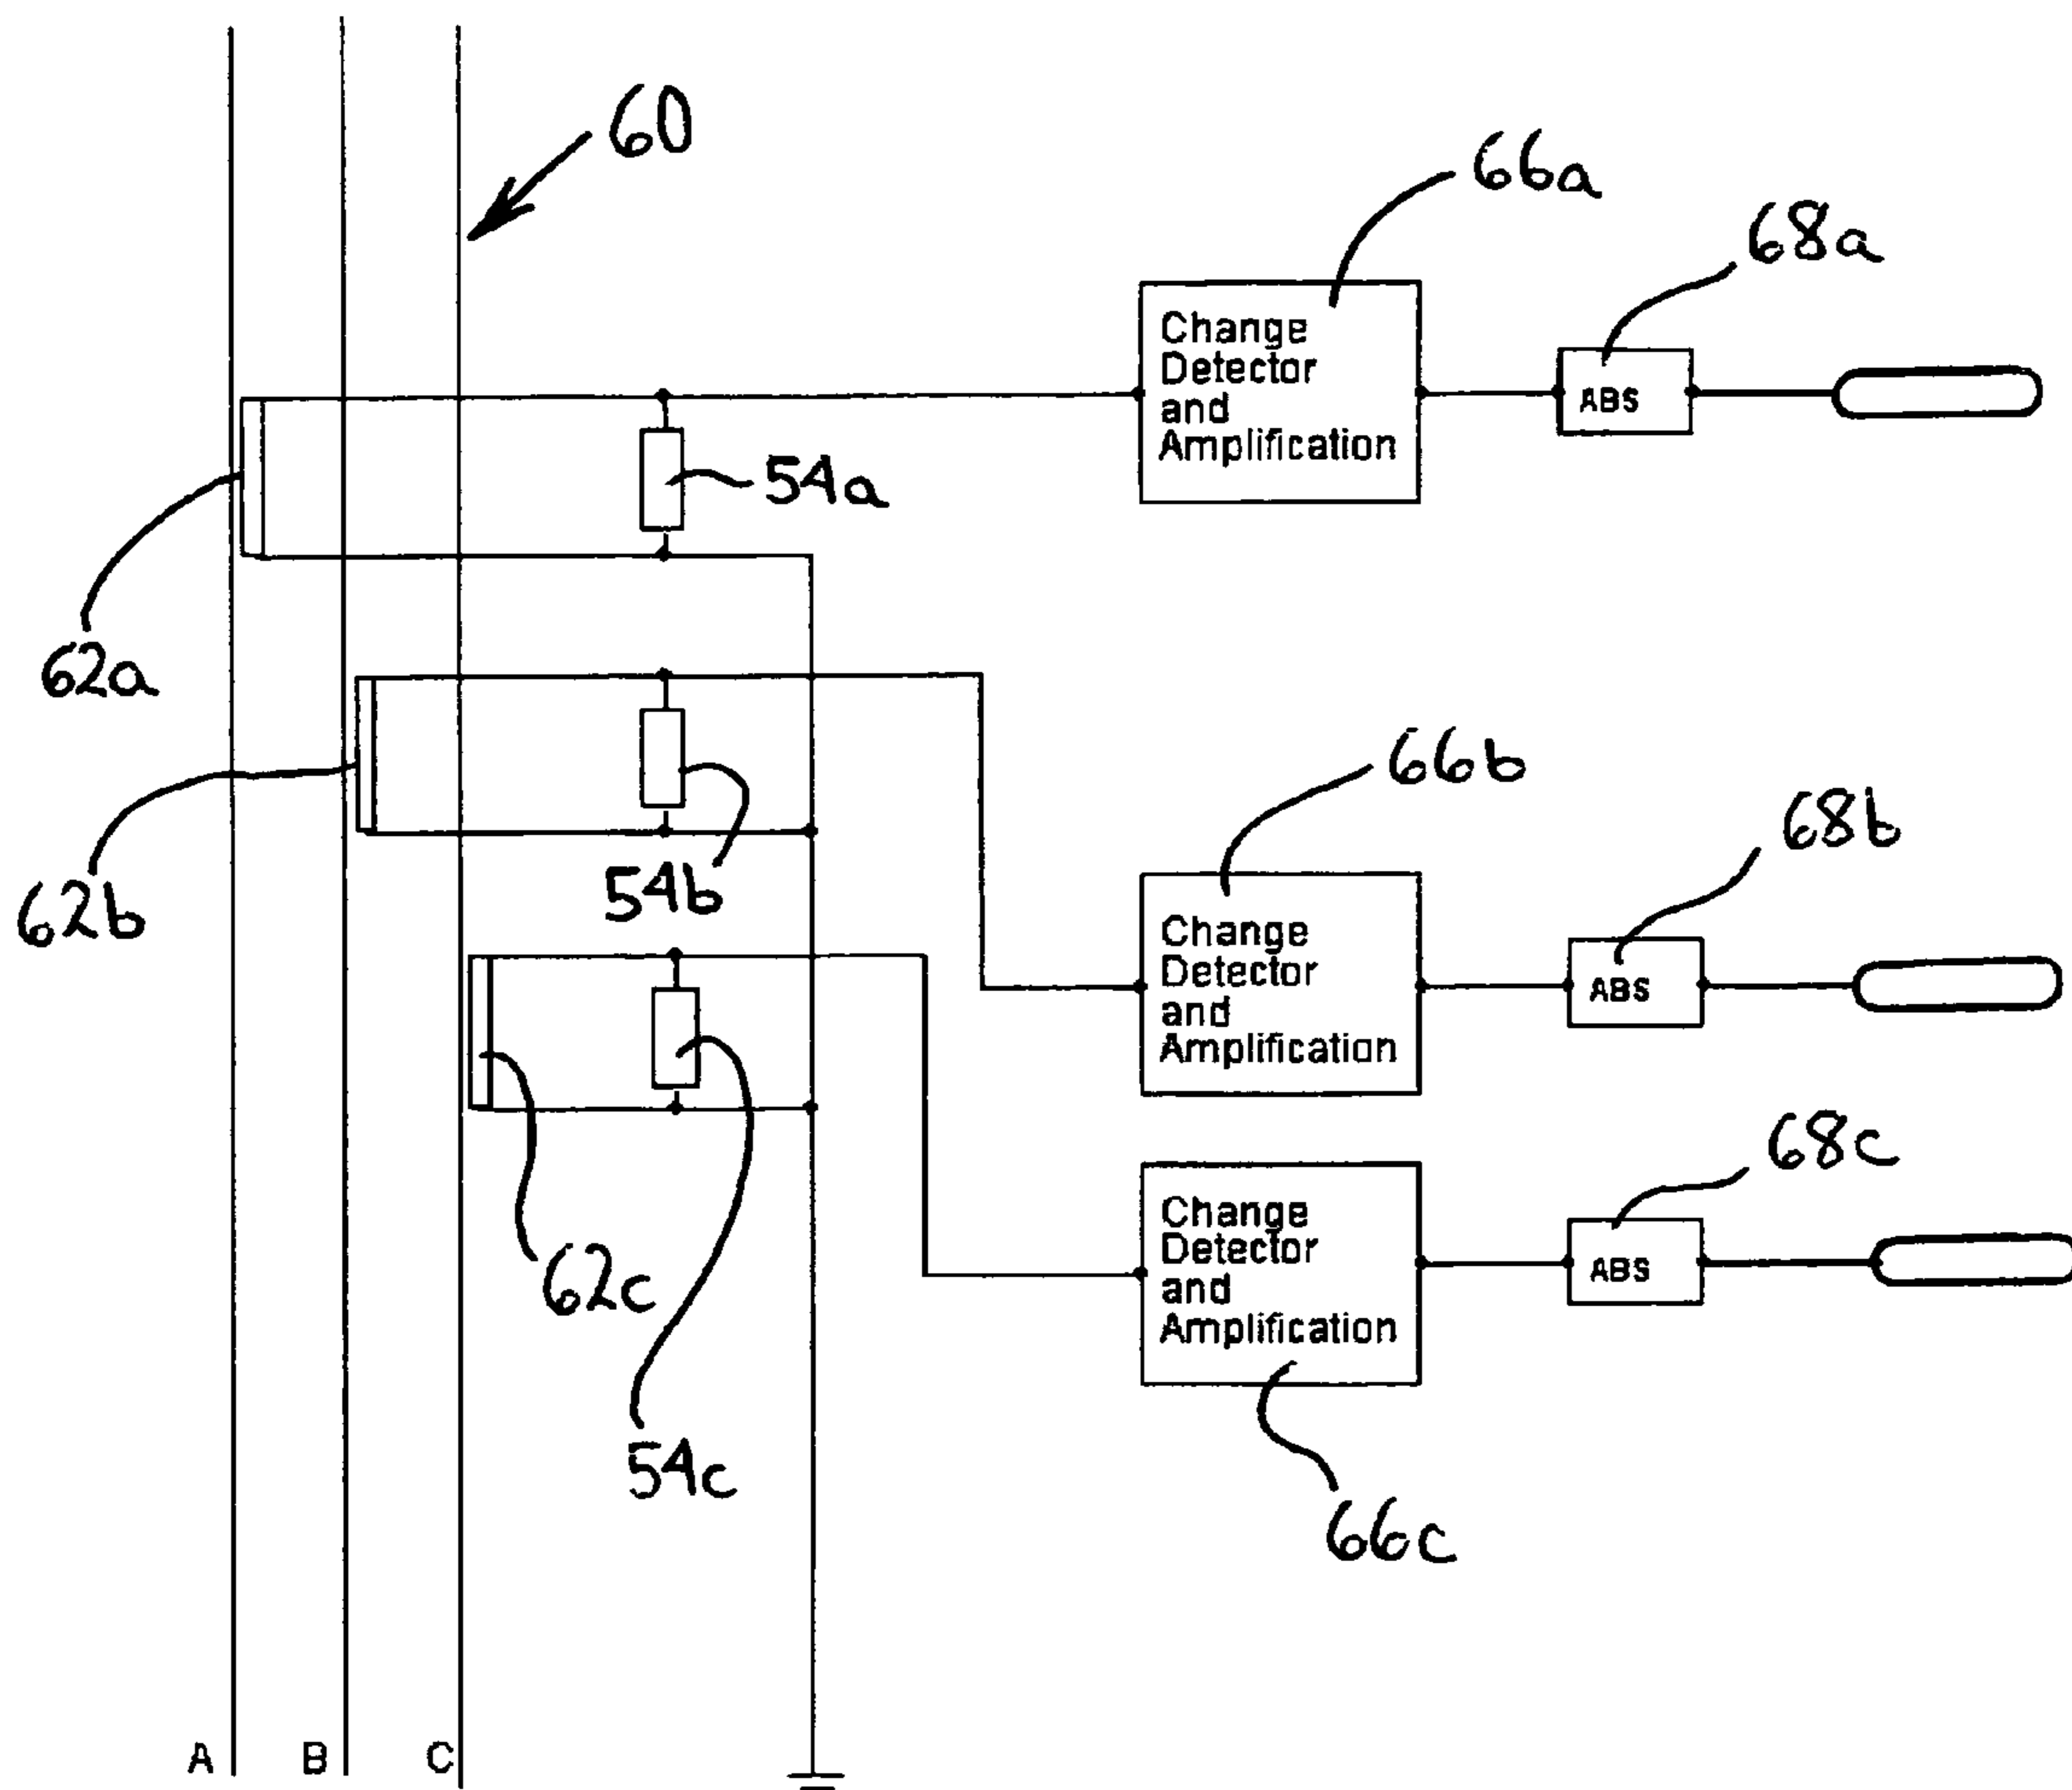 60
66a
68a
Change
Detector
and
Amplification
ABS
54a
62a
66b
68b
54b
62b
Change
Detector
and
Amplification
ABS
68c
Change
Detector
and
Amplification
ABS
62c
54c
66c
A B C